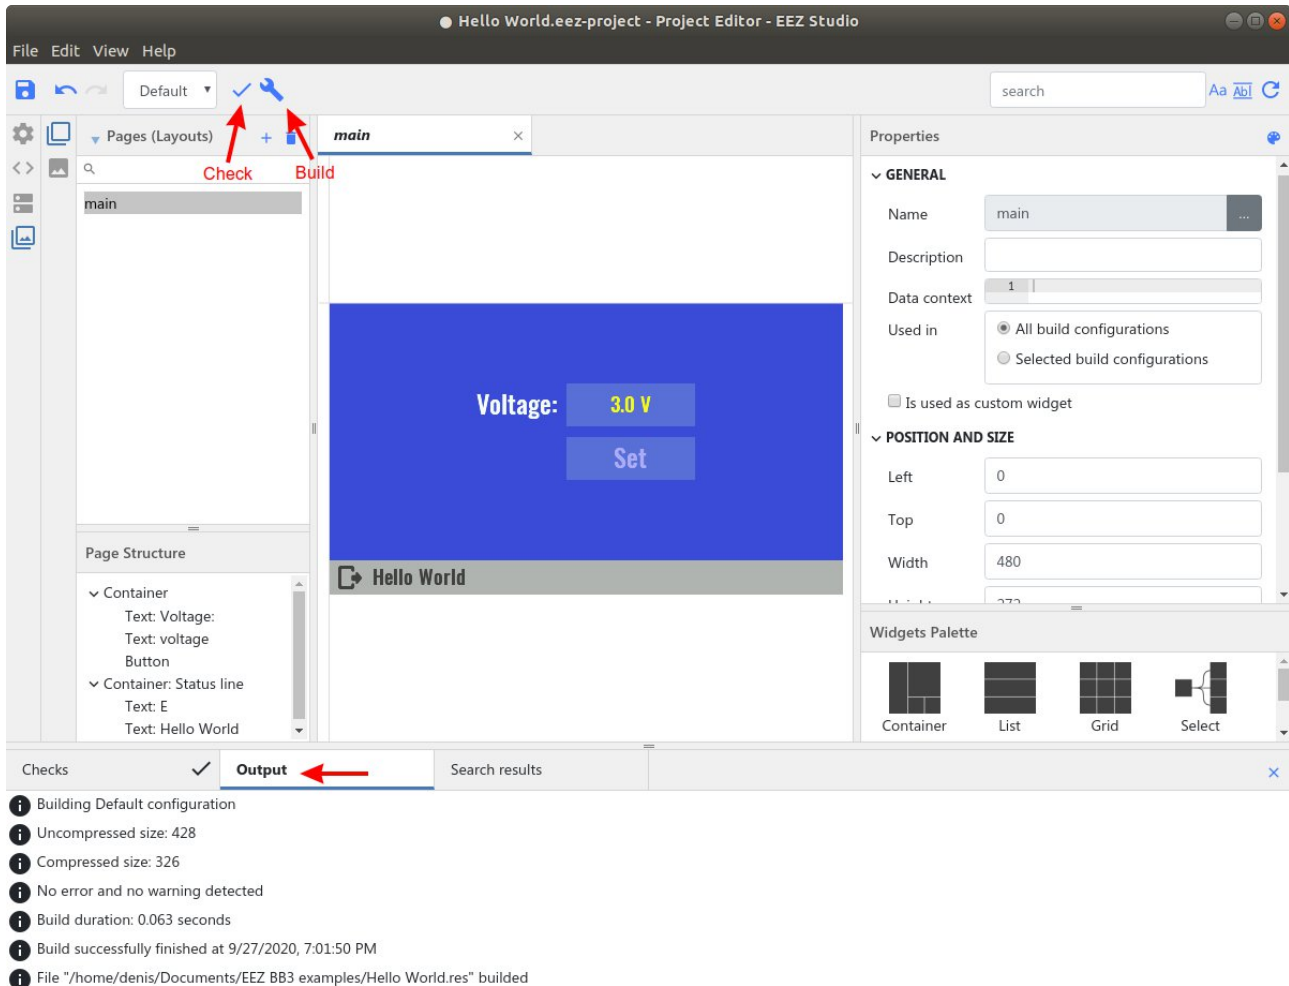 Hello World.eez-project - Project Editor - EEZ Studio
File Edit View Help
Default
search
Aa Abl
Pages (Layouts)
main
Properties
Check
Build
main
GENERAL
Name
main
...
Description
Data context
1
Used in
All build configurations
Selected build configurations
Is used as custom widget
Voltage:
3.0 V
Set
POSITION AND SIZE
Left
0
Top
0
Width
480
Hello World
Page Structure
Container
Text: Voltage:
Text: voltage
Button
Container: Status line
Text: E
Text: Hello World
Widgets Palette
Container
List
Grid
Select
Checks
Output
Search results
Building Default configuration
Uncompressed size: 428
Compressed size: 326
No error and no warning detected
Build duration: 0.063 seconds
Build successfully finished at 9/27/2020, 7:01:50 PM
File "/home/denis/Documents/EEZ BB3 examples/Hello World.res" builded